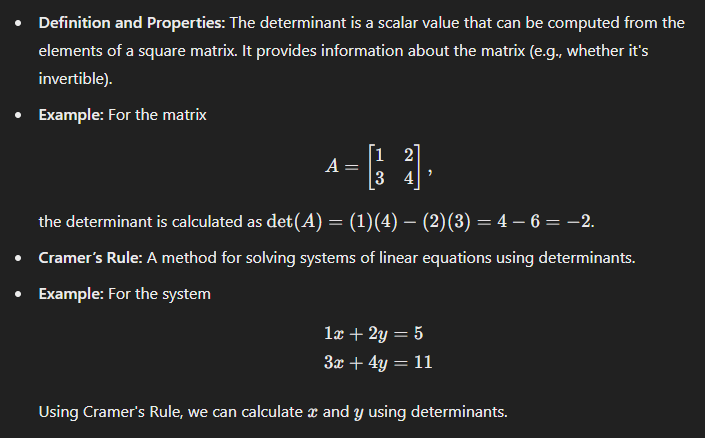 • Definition and Properties: The determinant is a scalar value that can be computed from the
elements of a square matrix. It provides information about the matrix (e.g., whether it's
invertible).
• Example: For the matrix
A = [1 2
3 4],
the determinant is calculated as det(A) = (1)(4) − (2)(3) = 4 − 6 = −2.
• Cramer’s Rule: A method for solving systems of linear equations using determinants.
• Example: For the system
1x + 2y = 5
3x + 4y = 11
Using Cramer's Rule, we can calculate x and y using determinants.